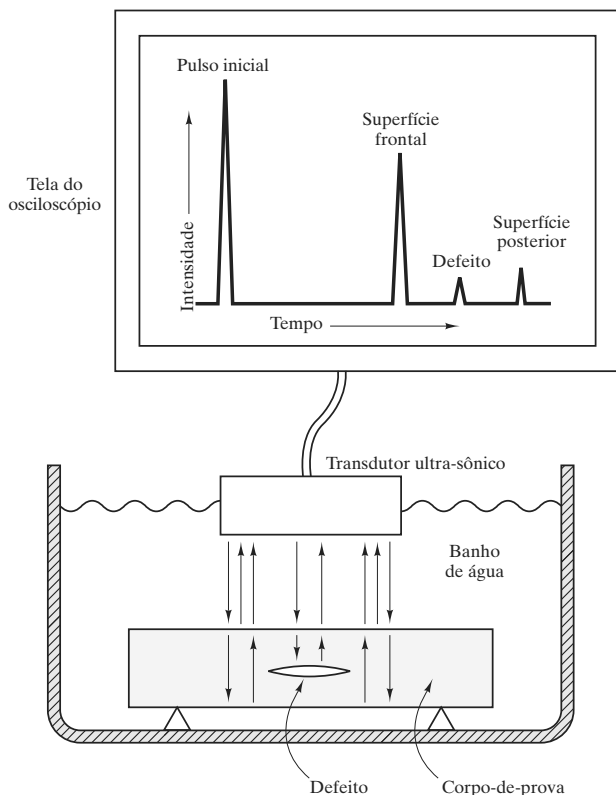 Pulso inicial
Superfície
frontal
Tela do
osciloscópio
Intensidade
Superfície
posterior
Defeito
Tempo
Transdutor ultra-sônico
Banho
de água
Defeito
Corpo-de-prova